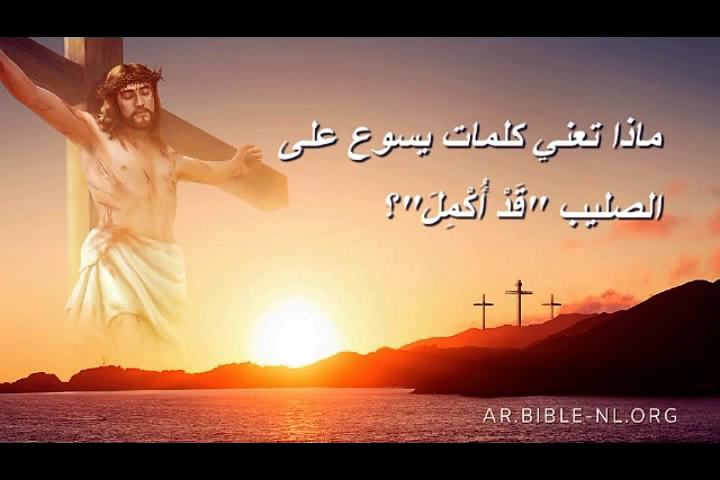 ماذا تعني كلمات يسوع على
الصليب "قَدْ أُكْمِلَ"؟
AR.BIBLE-NL.ORG